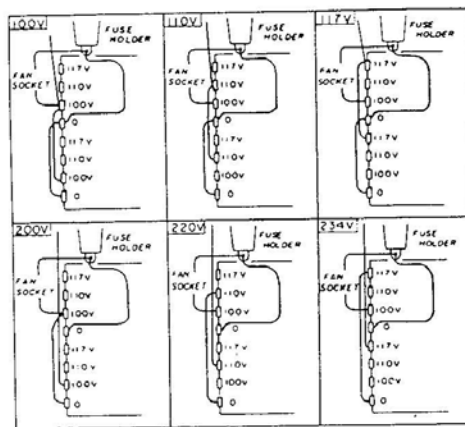 100V
FUSE
HOLDER
FAN
SOCKET
117V
110V
100V
0
117V
110V
100V
0
110V
FUSE
HOLDER
FAN
SOCKET
117V
110V
100V
0
117V
110V
100V
0
117V
FUSE
HOLDER
FAN
SOCKET
117V
110V
100V
0
117V
110V
100V
0
200V
FUSE
HOLDER
FAN
SOCKET
117V
110V
100V
0
117V
110V
100V
0
220V
FUSE
HOLDER
FAN
SOCKET
117V
110V
100V
0
117V
110V
100V
0
234V
FUSE
HOLDER
FAN
SOCKET
117V
110V
100V
0
117V
110V
100V
0